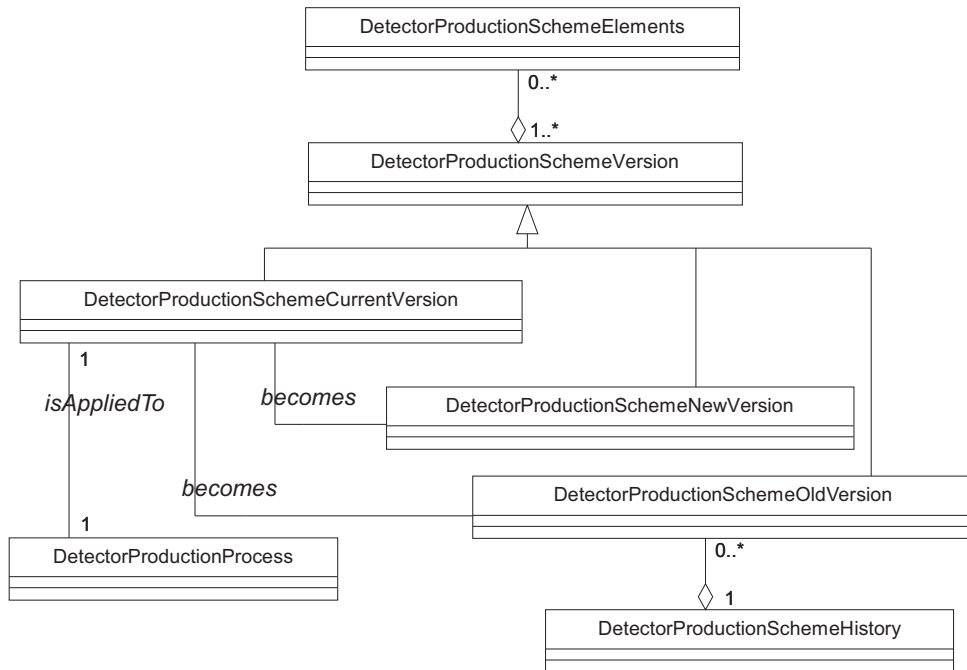 DetectorProductionSchemeElements
0..*
1..*
DetectorProductionSchemeVersion
DetectorProductionSchemeCurrentVersion
1
isAppliedTo
becomes
DetectorProductionSchemeNewVersion
becomes
DetectorProductionSchemeOldVersion
1
DetectorProductionProcess
0..*
1
DetectorProductionSchemeHistory